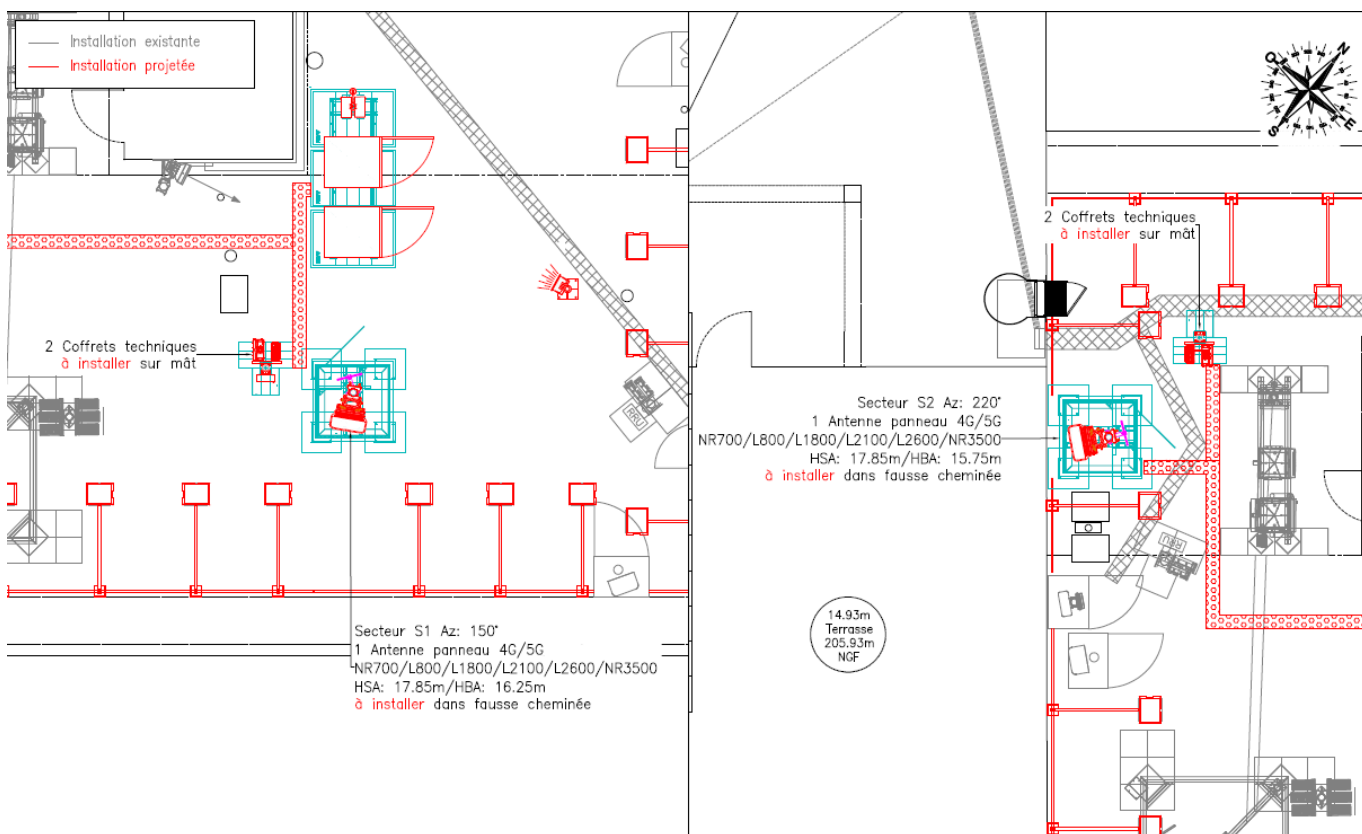 Installation existante
Installation projetée
N
O
E
S
2 Coffrets techniques
à installer sur mât
2 Coffrets techniques
à installer sur mât
RRU
Secteur S2 Az: 220°
1 Antenne panneau 4G/5G
NR700/L800/L1800/L2100/L2600/NR3500
HSA: 17.85m/HBA: 15.75m
à installer dans fausse cheminée
RRU
14.93m
Terrasse
205.93m
NGF
Secteur S1 Az: 150°
1 Antenne panneau 4G/5G
NR700/L800/L1800/L2100/L2600/NR3500
HSA: 17.85m/HBA: 16.25m
à installer dans fausse cheminée